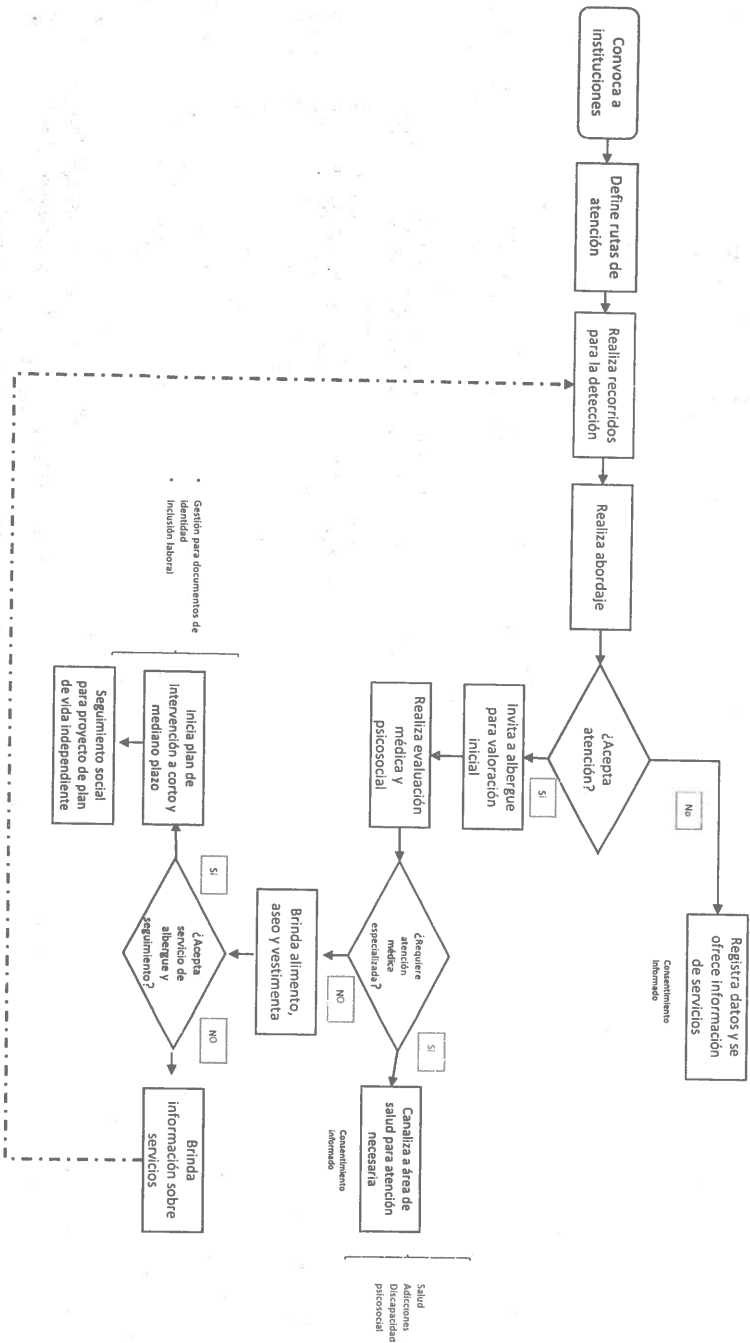 Convoca a
instituciones
Define rutas de
atención
Realiza recorridos
para la detección
Realiza abordaje
¿Acepta
atención?
No
Registra datos y se
ofrece información
de servicios
Consentimiento
informado
Si
Invita a albergue
para valoración
inicial
Realiza evaluación
médica y
psicosocial
¿Requiere
atención
médica
especializada?
Si
Canaliza a área de
salud para atención
necesaria
Consentimiento
informado
Salud
Adicciones
Discapacidad
psicosocial
NO
Brinda alimento,
aseo y vestimenta
¿Acepta
servicio de
albergue y
seguimiento?
NO
Brinda
información sobre
servicios
Si
Inicia plan de
intervención a corto y
mediano plazo
• Gestión para documentos de
identidad
• Inclusión laboral
Seguimiento social
para proyecto de plan
de vida independiente